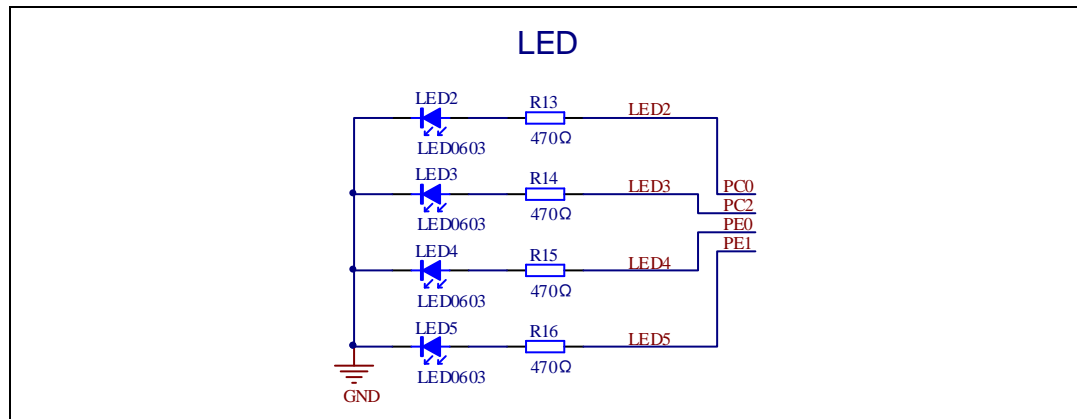 LED
LED2
R13
LED2
470Ω
LED0603
LED3
R14
LED3
PC0
470Ω
PC2
LED0603
PE0
LED4
R15
PE1
LED4
470Ω
LED0603
LED5
R16
LED5
470Ω
LED0603
GND